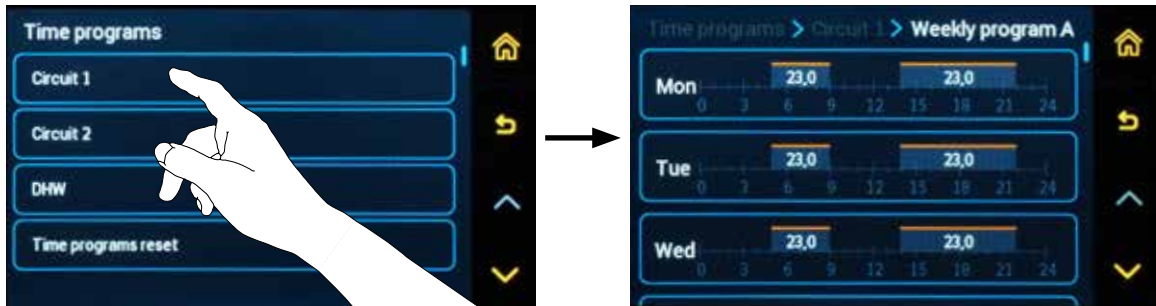 Time programs
Circuit 1
Circuit 2
DHW
Time programs reset
Time programs > Circuit 1 > Weekly program A
Mon
23,0 23,0
0 3 6 9 12 15 18 21 24
Tue
23,0 23,0
0 3 6 9 12 15 18 21 24
Wed
23,0 23,0
0 3 6 9 12 15 18 21 24